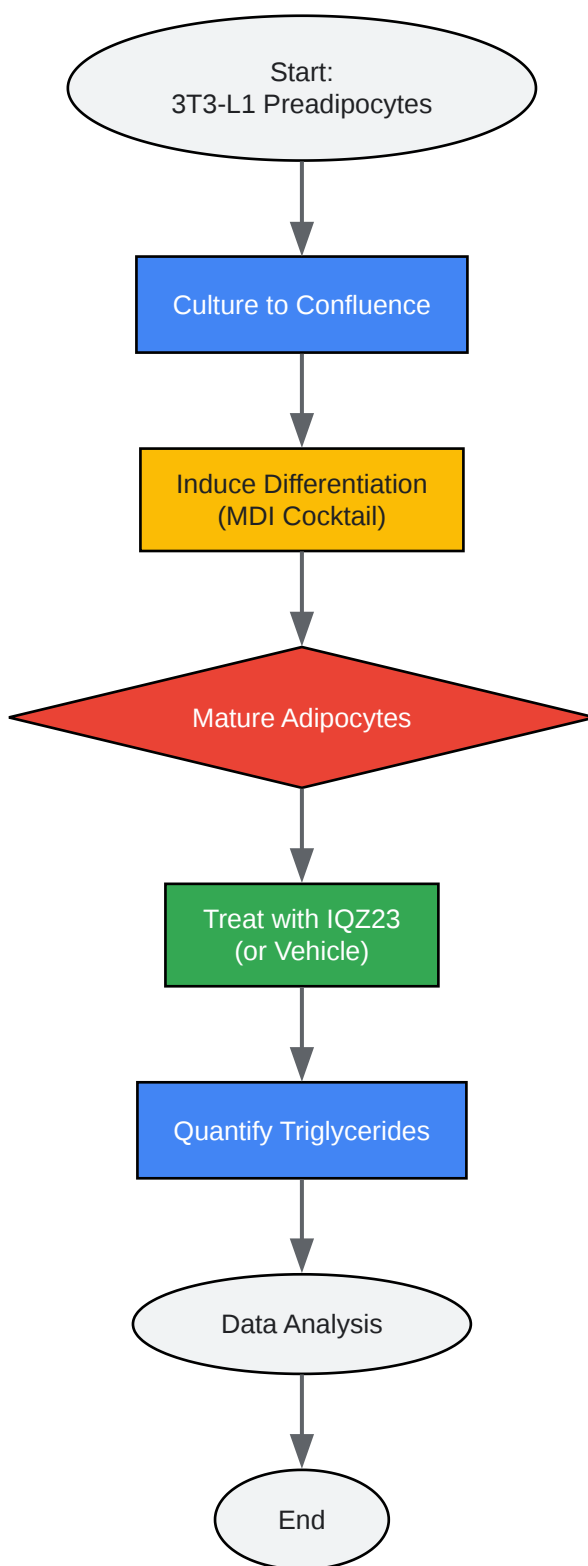 Start:
3T3-L1 Preadipocytes
Culture to Confluence
Induce Differentiation
(MDI Cocktail)
Mature Adipocytes
Treat with IQZ23
(or Vehicle)
Quantify Triglycerides
Data Analysis
End